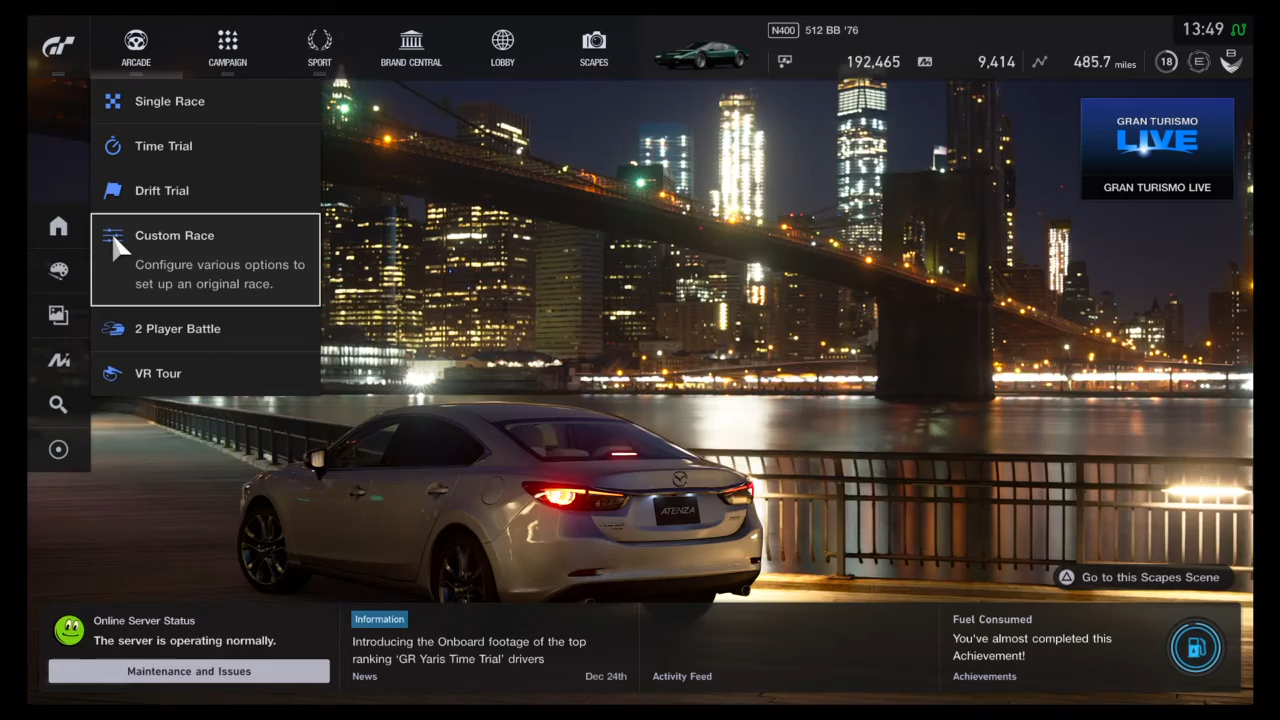 ARCADE
CAMPAIGN
SPORT
BRAND CENTRAL
LOBBY
SCAPES
N400 512 BB '76
192,465
9,414
485.7 miles
18
E
B
13:49
Single Race
Time Trial
Drift Trial
Custom Race
Configure various options to
set up an original race.
2 Player Battle
VR Tour
GRAN TURISMO
LIVE
GRAN TURISMO LIVE
ATENZA
Go to this Scapes Scene
Online Server Status
The server is operating normally.
Maintenance and Issues
Information
Introducing the Onboard footage of the top
ranking 'GR Yaris Time Trial' drivers
News
Dec 24th
Activity Feed
Fuel Consumed
You've almost completed this
Achievement!
Achievements